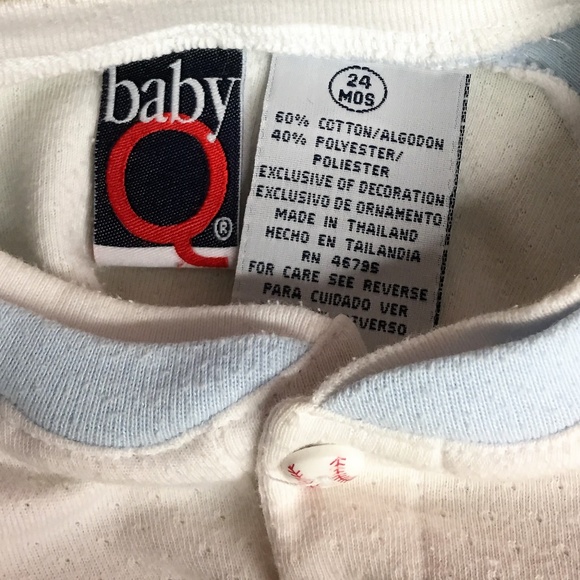 baby
Q®
24
MOS
60% COTTON/ALGODON
40% POLYESTER/
POLIESTER
EXCLUSIVE OF DECORATION
EXCLUSIVO DE ORNAMENTO
MADE IN THAILAND
HECHO EN TAILANDIA
RN 46795
FOR CARE SEE REVERSE
PARA CUIDADO VER